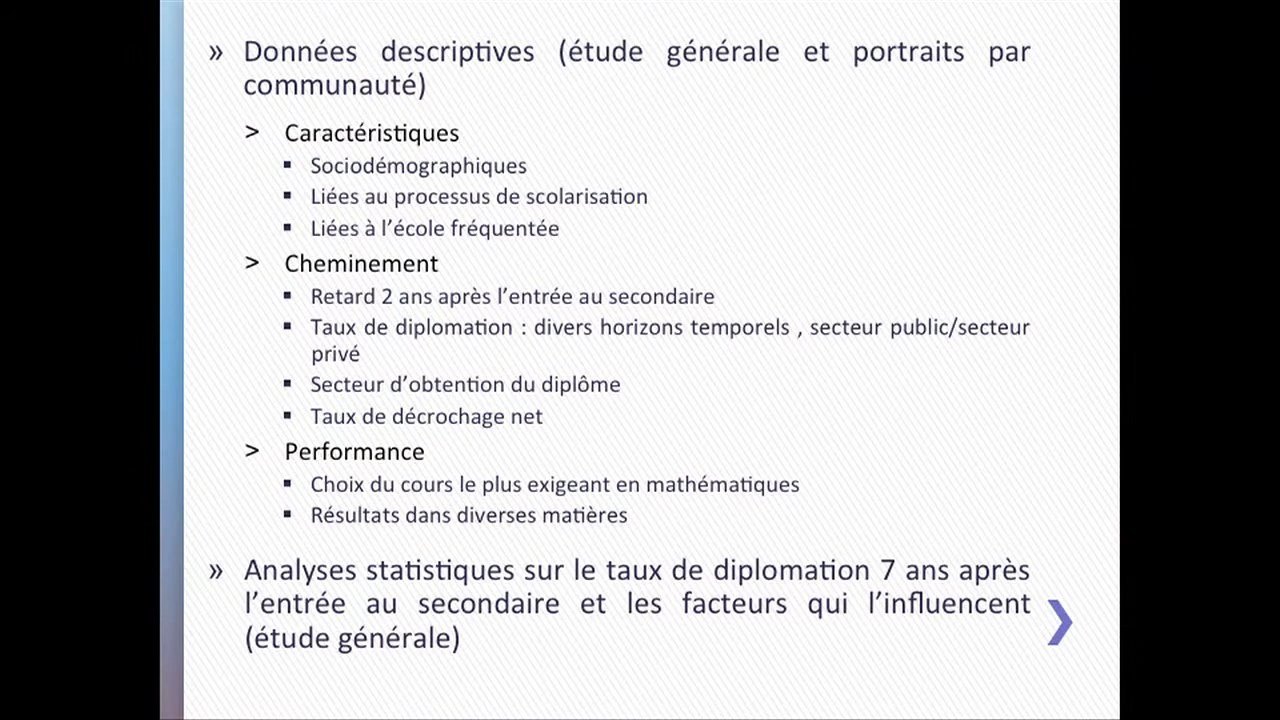 » Données descriptives (étude générale et portraits par
communauté)
> Caractéristiques
▪ Sociodémographiques
▪ Liées au processus de scolarisation
▪ Liées à l’école fréquentée
> Cheminement
▪ Retard 2 ans après l’entrée au secondaire
▪ Taux de diplomation : divers horizons temporels , secteur public/secteur
privé
▪ Secteur d’obtention du diplôme
▪ Taux de décrochage net
> Performance
▪ Choix du cours le plus exigeant en mathématiques
▪ Résultats dans diverses matières
» Analyses statistiques sur le taux de diplomation 7 ans après
l’entrée au secondaire et les facteurs qui l’influencent
(étude générale)